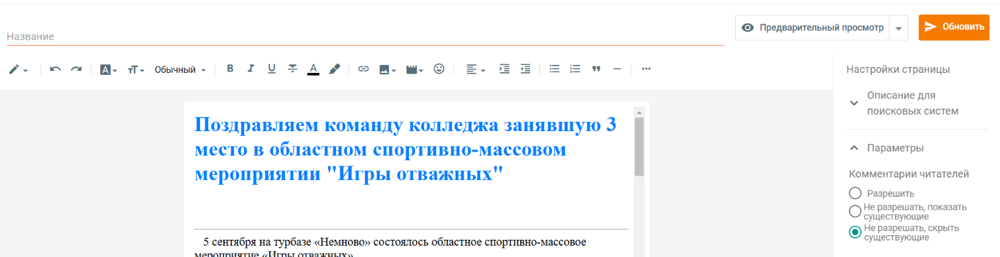 Название
Предварительный просмотр
Обновить
Обычный
Настройки страницы
Описание для
поисковых систем
Параметры
Комментарии читателей
Разрешить
Не разрешать, показать
существующие
Не разрешать, скрыть
существующие
Поздравляем команду колледжа занявшую 3
место в областном спортивно-массовом
мероприятии "Игры отважных"
5 сентября на турбазе «Немново» состоялось областное спортивно-массовое
мероприятие «Игры отважных»